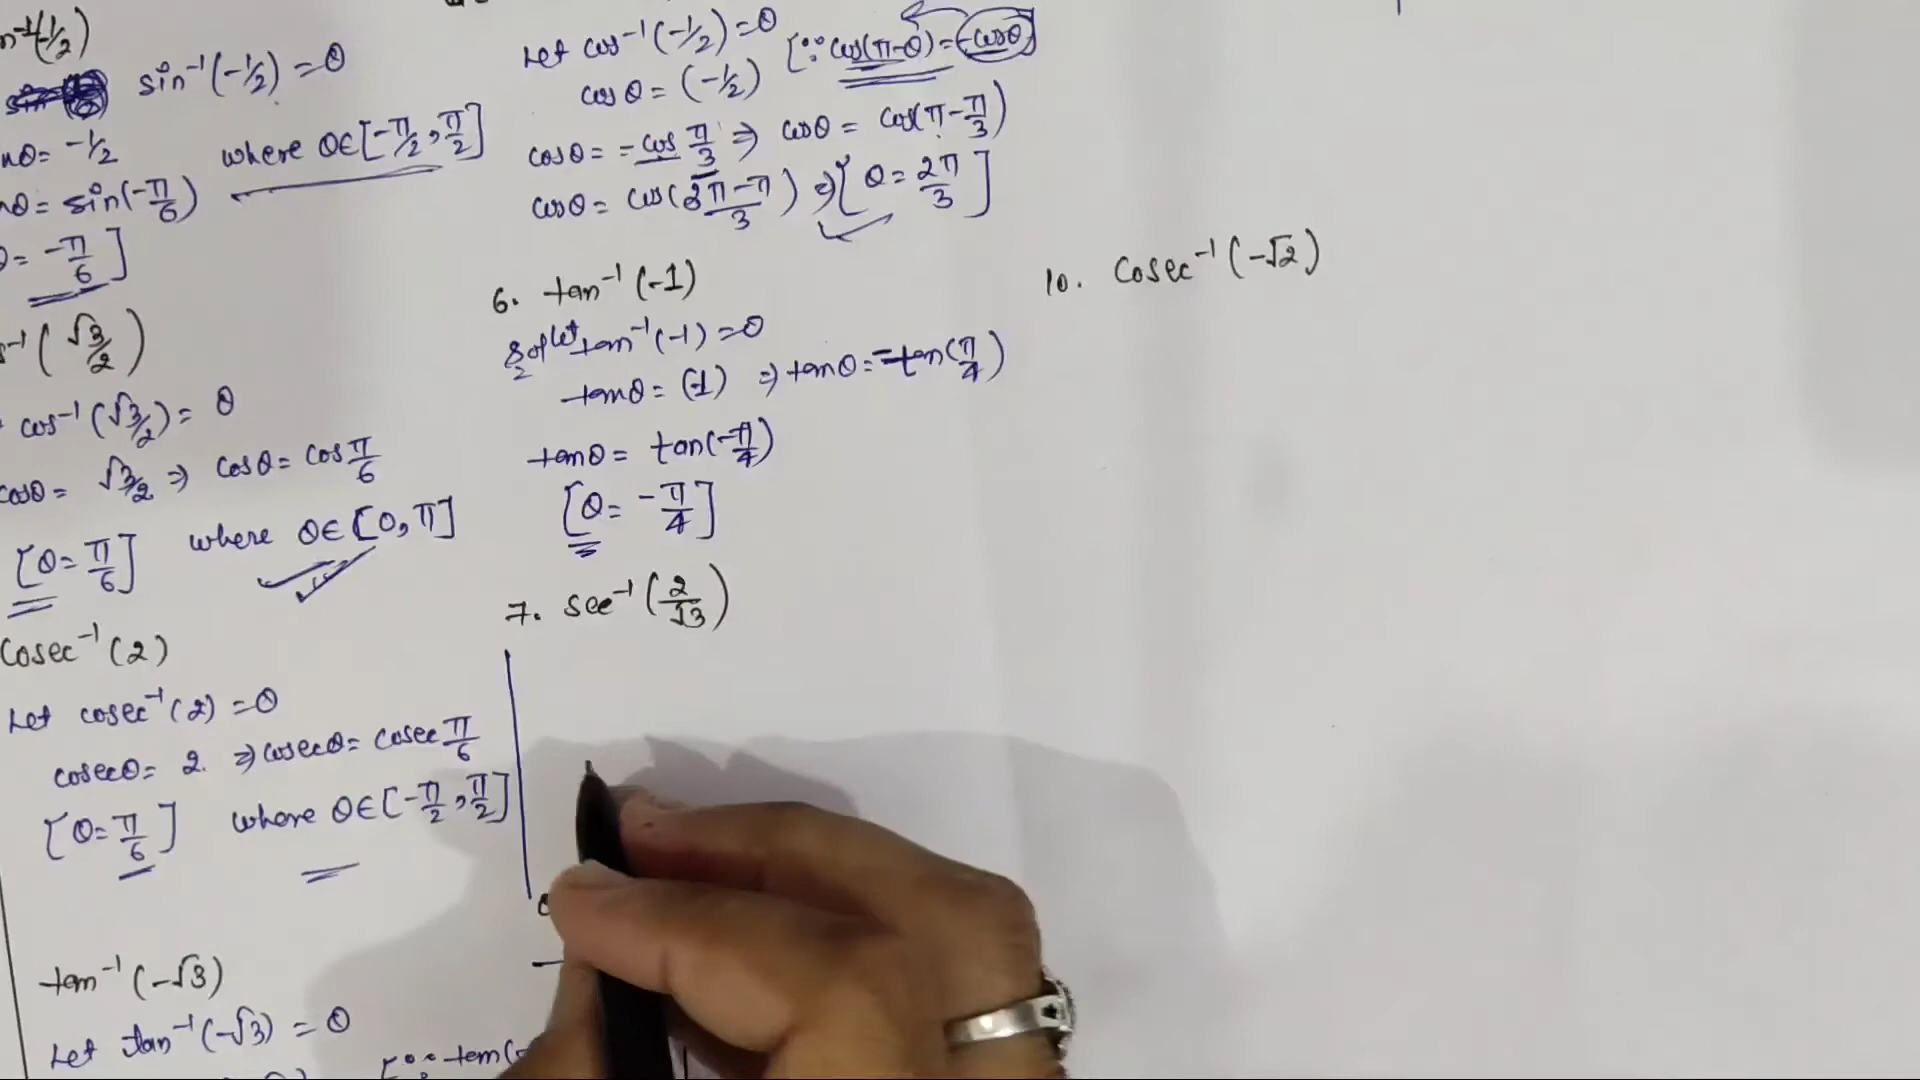 sin⁻¹(-1/2) = θ
θ = -1/2 where θ∈[-π/2, π/2]
θ = sin(-π/6)
= -π/6]
(√3/2)
cos⁻¹(√3/2) = θ
cosθ = √3/2 ⇒ cosθ = cos π/6
[θ = π/6] where θ∈[0, π]
Cosec⁻¹(2)
Let cosec⁻¹(2) = θ
cosecθ = 2. ⇒ cosecθ = cosec π/6
[θ = π/6] where θ∈[-π/2, π/2]
tan⁻¹(-√3)
Let tan⁻¹(-√3) = θ
[∵ tan(
Let cos⁻¹(-1/2) = θ [∵ cos(π-θ) = -cosθ]
cosθ = (-1/2)
cosθ = -cos π/3 ⇒ cosθ = cos(π - π/3)
cosθ = cos(3π-π/3) ⇒ [θ = 2π/3]
6. tan⁻¹(-1)
Sol let tan⁻¹(-1) = θ
tanθ = (-1) ⇒ tanθ = -tan(π/4)
tanθ = tan(-π/4)
[θ = -π/4]
7. sec⁻¹(2/√3)
10. Cosec⁻¹(-√2)